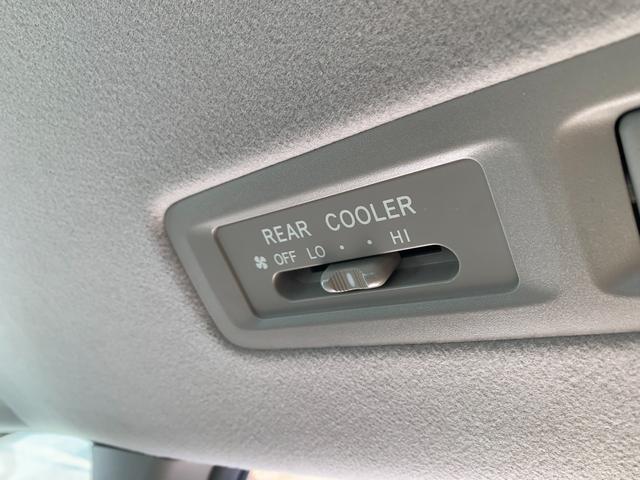 REAR COOLER
OFF LO • • HI